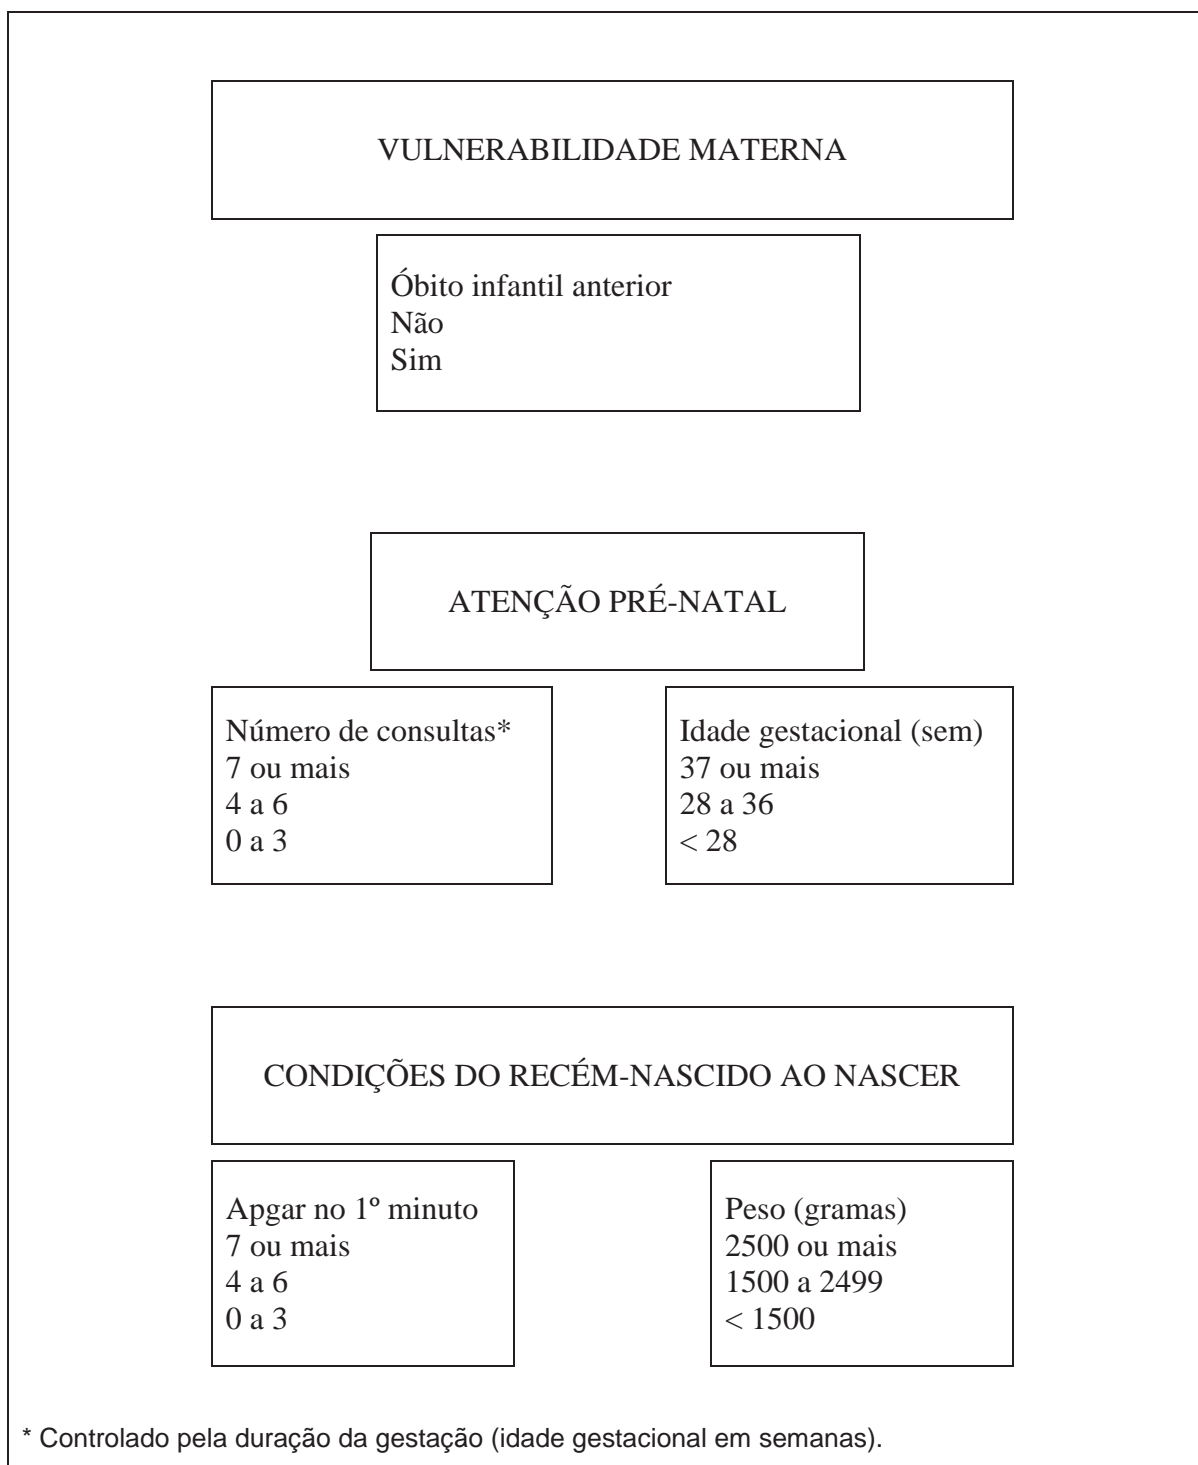 VULNERABILIDADE MATERNA
Óbito infantil anterior
Não
Sim
ATENÇÃO PRÉ-NATAL
Número de consultas*
7 ou mais
4 a 6
0 a 3
Idade gestacional (sem)
37 ou mais
28 a 36
< 28
CONDIÇÕES DO RECÉM-NASCIDO AO NASCER
Apgar no 1º minuto
7 ou mais
4 a 6
0 a 3
Peso (gramas)
2500 ou mais
1500 a 2499
< 1500
* Controlado pela duração da gestação (idade gestacional em semanas).